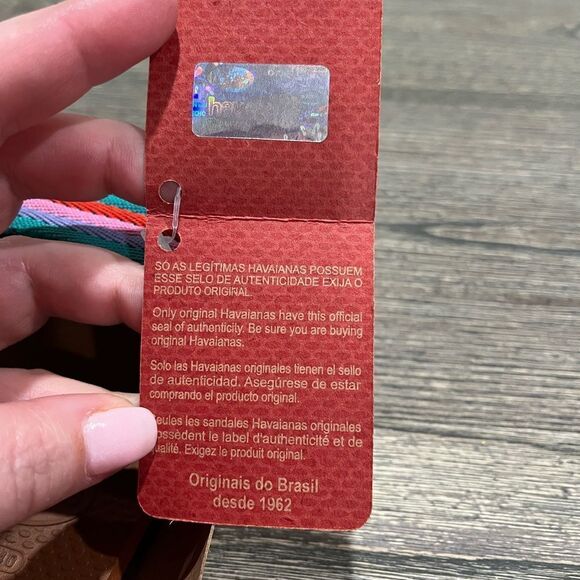 SÓ AS LEGÍTIMAS HAVAIANAS POSSUEM
ESSE SELO DE AUTENTICIDADE EXIJA O
PRODUTO ORIGINAL.
Only original Havaianas have this official
seal of authenticity. Be sure you are buying
original Havaianas.
Solo las Havaianas originales tienen el sello
de autenticidad. Asegúrese de estar
comprando el producto original.
eules les sandales Havaianas originales
ossèdent le label d'authenticité et de
ualité. Exigez le produit original.
Originais do Brasil
desde 1962